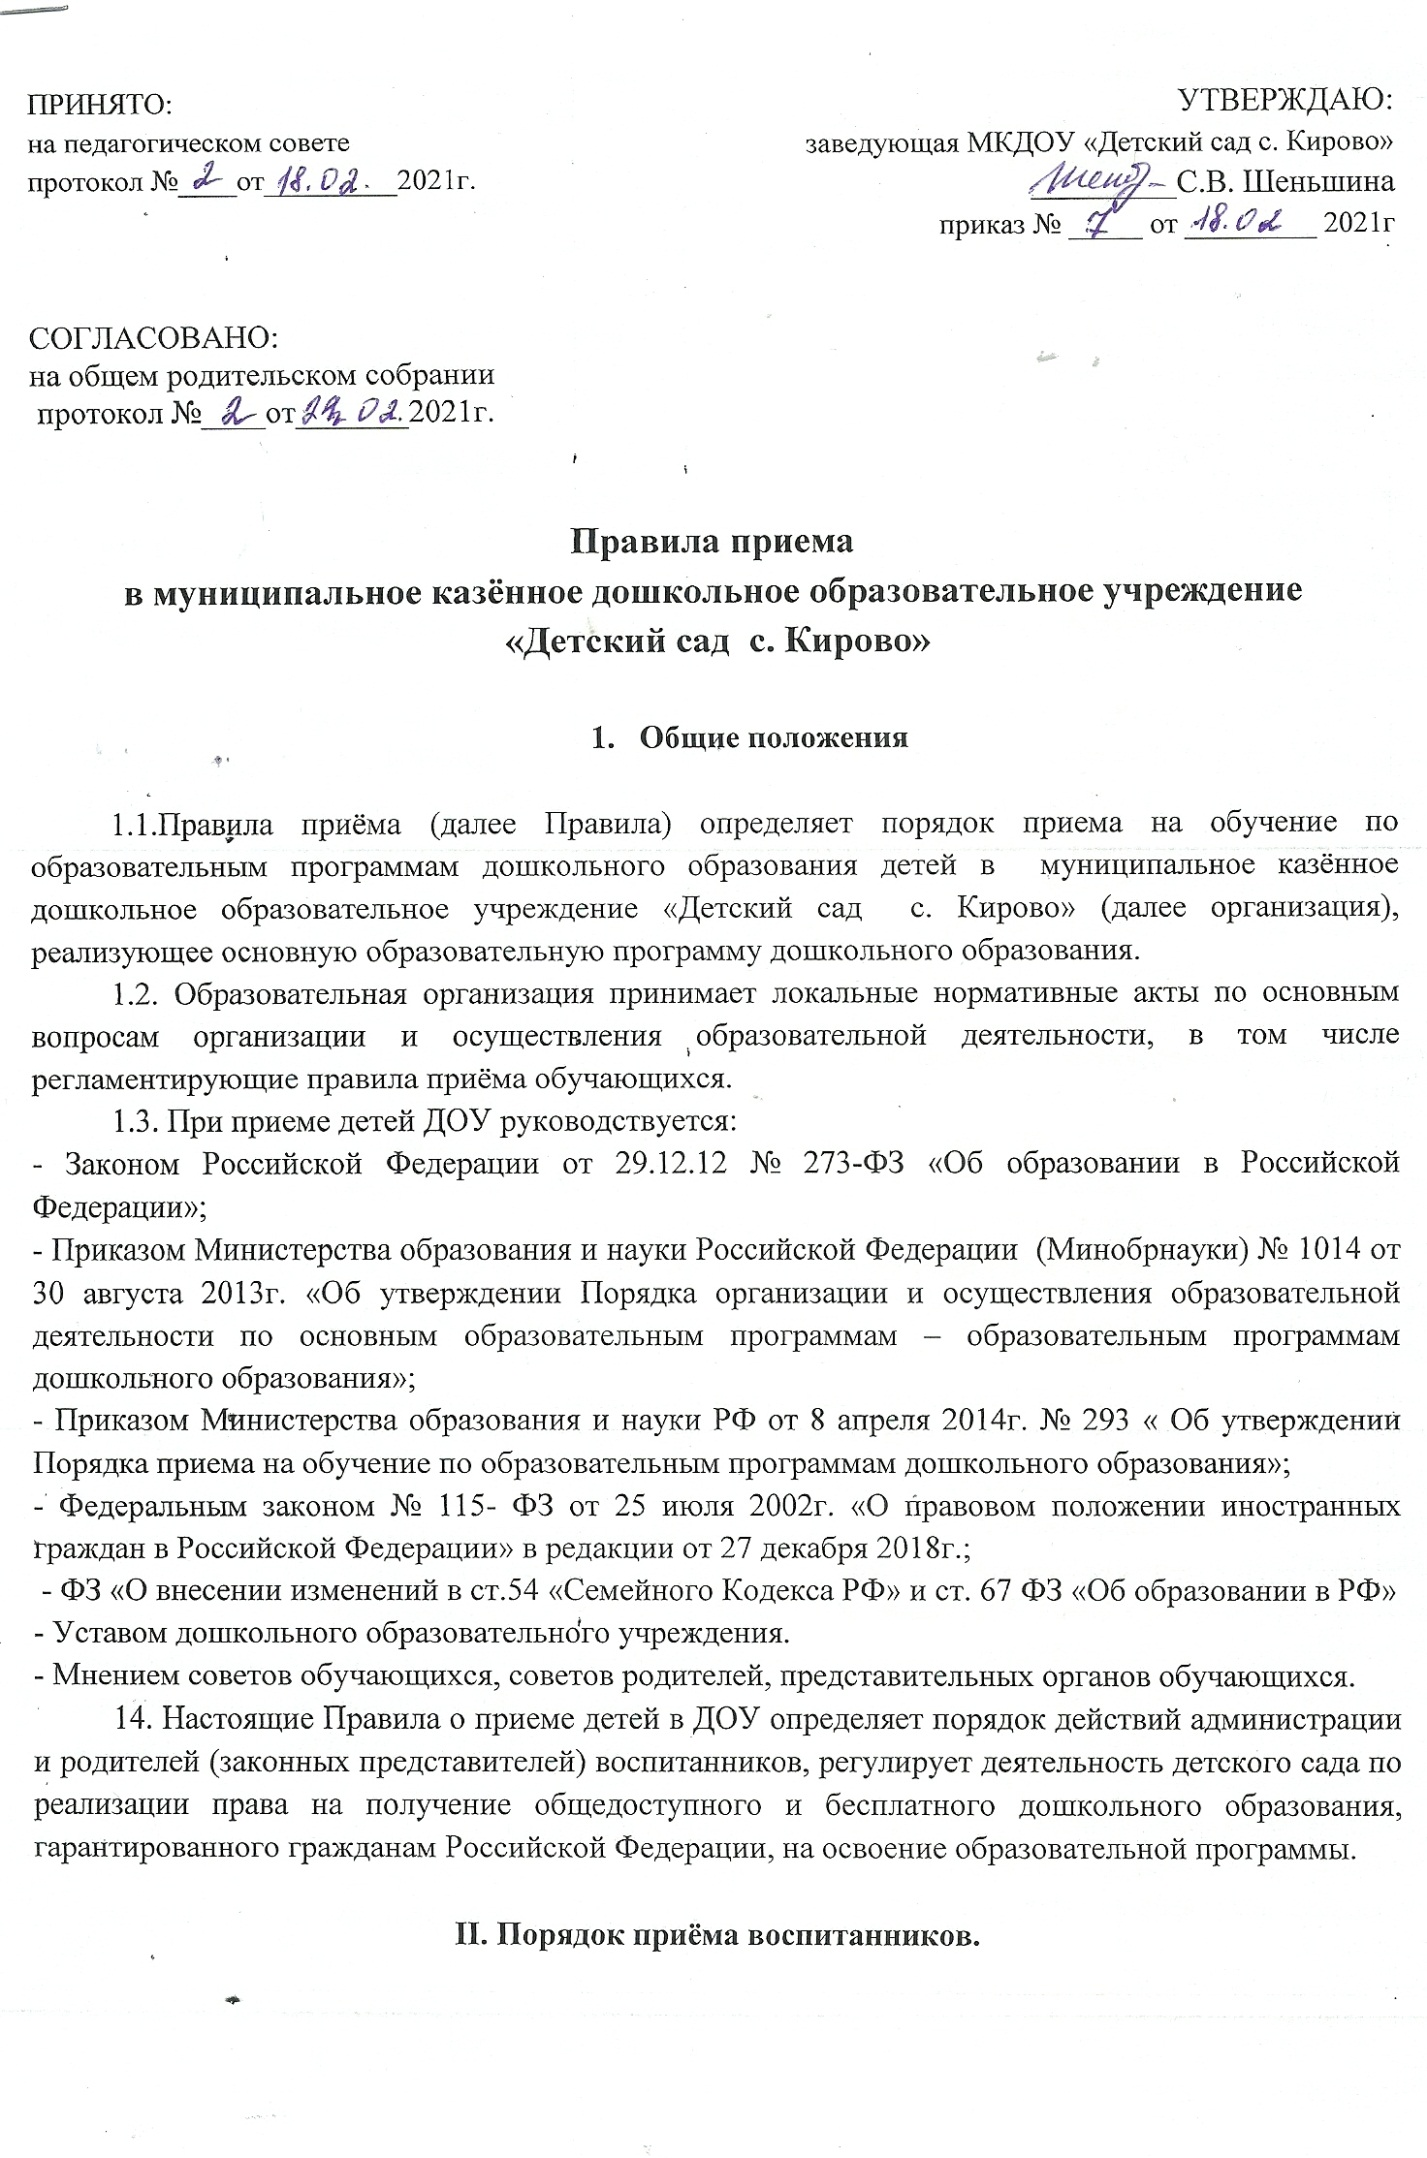 ПРИНЯТО:
на педагогическом совете
протокол № 2 от 18.02. 2021г.
УТВЕРЖДАЮ:
заведующая МКДОУ «Детский сад с. Кирово»
С.В. Шеньшина
приказ № 7 от 18.02 2021г
СОГЛАСОВАНО:
на общем родительском собрании
протокол № 2 от 02. 2021г.
Правила приема
в муниципальное казённое дошкольное образовательное учреждение
«Детский сад с. Кирово»
1. Общие положения
1.1.Правила приёма (далее Правила) определяет порядок приема на обучение по
образовательным программам дошкольного образования детей в муниципальное казённое
дошкольное образовательное учреждение «Детский сад с. Кирово» (далее организация),
реализующее основную образовательную программу дошкольного образования.
1.2. Образовательная организация принимает локальные нормативные акты по основным
вопросам организации и осуществления образовательной деятельности, в том числе
регламентирующие правила приёма обучающихся.
1.3. При приеме детей ДОУ руководствуется:
- Законом Российской Федерации от 29.12.12 № 273-ФЗ «Об образовании в Российской
Федерации»;
- Приказом Министерства образования и науки Российской Федерации (Минобрнауки) № 1014 от
30 августа 2013г. «Об утверждении Порядка организации и осуществления образовательной
деятельности по основным образовательным программам – образовательным программам
дошкольного образования»;
- Приказом Министерства образования и науки РФ от 8 апреля 2014г. № 293 « Об утверждений
Порядка приема на обучение по образовательным программам дошкольного образования»;
- Федеральным законом № 115- ФЗ от 25 июля 2002г. «О правовом положении иностранных
граждан в Российской Федерации» в редакции от 27 декабря 2018г.;
- ФЗ «О внесении изменений в ст.54 «Семейного Кодекса РФ» и ст. 67 ФЗ «Об образовании в РФ»
- Уставом дошкольного образовательного учреждения.
- Мнением советов обучающихся, советов родителей, представительных органов обучающихся.
14. Настоящие Правила о приеме детей в ДОУ определяет порядок действий администрации
и родителей (законных представителей) воспитанников, регулирует деятельность детского сада по
реализации права на получение общедоступного и бесплатного дошкольного образования,
гарантированного гражданам Российской Федерации, на освоение образовательной программы.
II. Порядок приёма воспитанников.